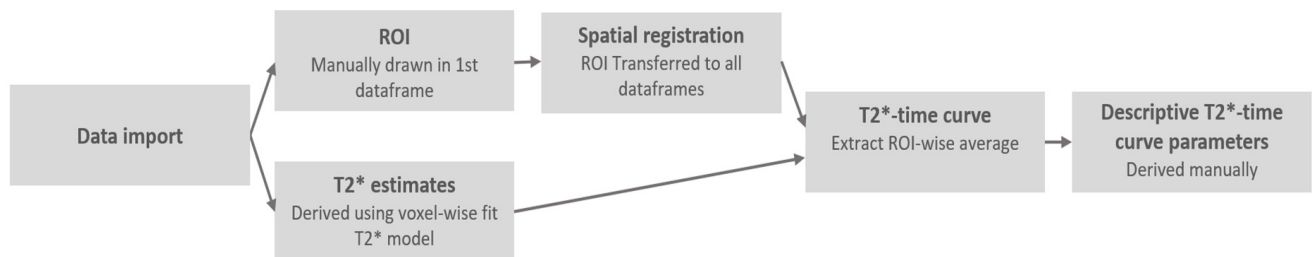 Data import
ROI
Manually drawn in 1st
dataframe
Spatial registration
ROI Transferred to all
dataframes
T2* estimates
Derived using voxel-wise fit
T2* model
T2*-time curve
Extract ROI-wise average
Descriptive T2*-time
curve parameters
Derived manually